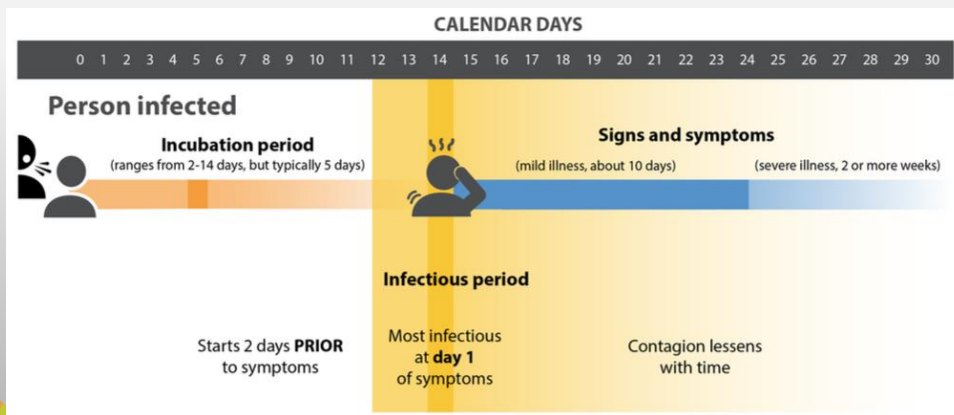 CALENDAR DAYS
0 1 2 3 4 5 6 7 8 9 10 11 12 13 14 15 16 17 18 19 20 21 22 23 24 25 26 27 28 29 30
Person infected
Incubation period
(ranges from 2-14 days, but typically 5 days)
Signs and symptoms
(mild illness, about 10 days)
(severe illness, 2 or more weeks)
Infectious period
Starts 2 days PRIOR
to symptoms
Most infectious
at day 1
of symptoms
Contagion lessens
with time